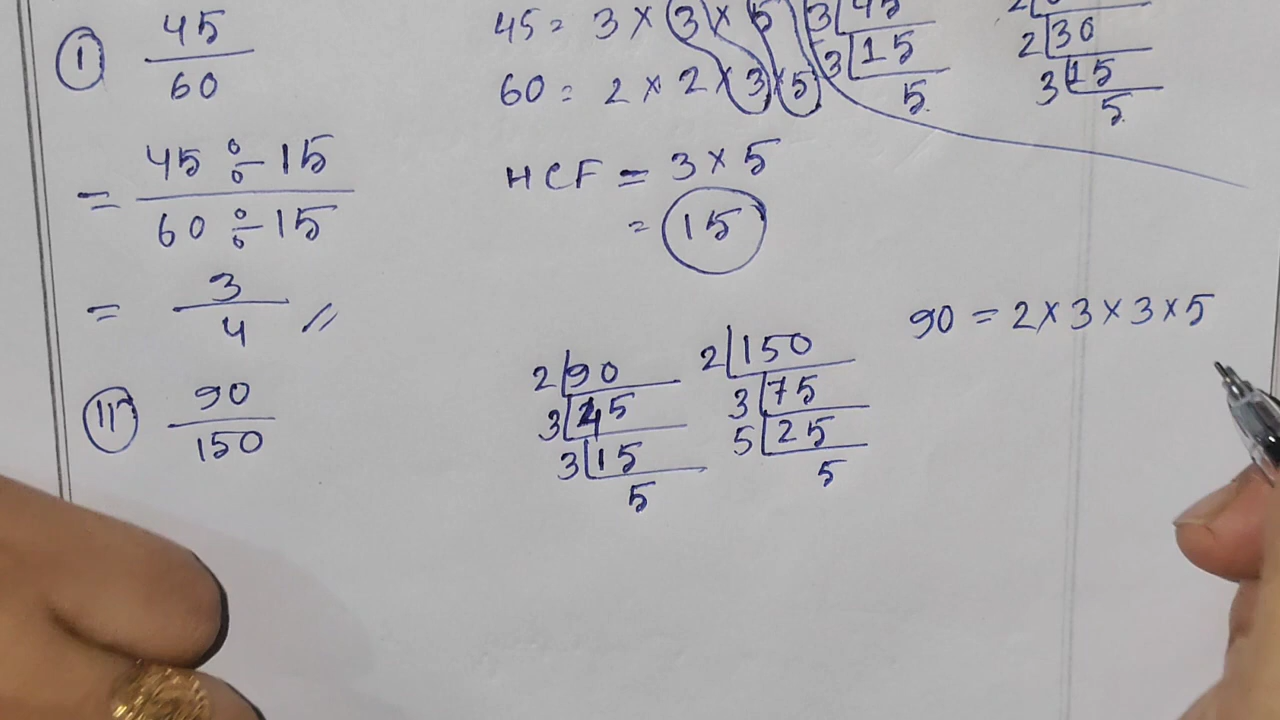 (i) 45/60
= 45 ÷ 15 / 60 ÷ 15
= 3/4 //
(ii) 90/150
45 = 3 × 3 × 5
60 = 2 × 2 × 3 × 5
HCF = 3 × 5
= 15
3 | 45
3 | 15
5
2 | 30
3 | 15
5
2 | 90
3 | 45
3 | 15
5
2 | 150
3 | 75
5 | 25
5
90 = 2 × 3 × 3 × 5